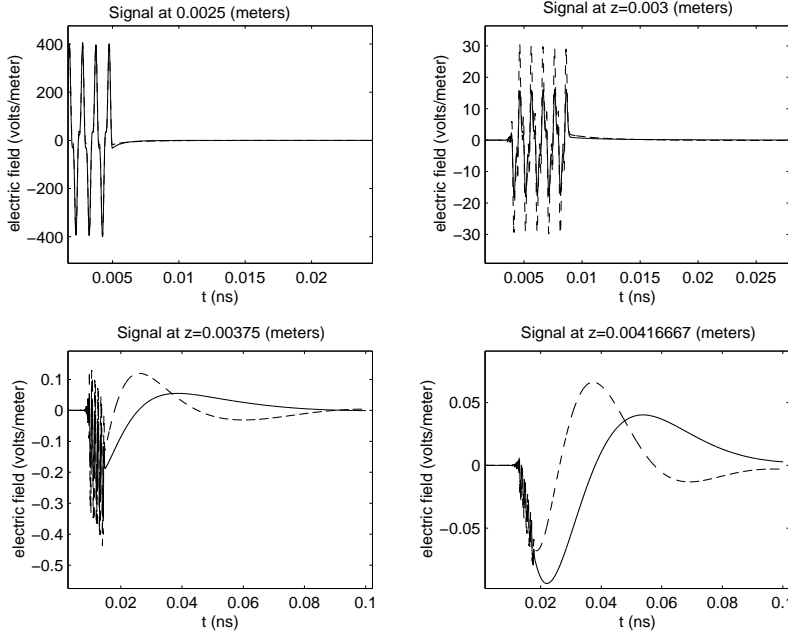 Signal at 0.0025 (meters)
electric field (volts/meter)
400
200
0
−200
−400
0.005 0.01 0.015 0.02
t (ns)
Signal at z=0.003 (meters)
electric field (volts/meter)
30
20
10
0
−10
−20
−30
0.005 0.01 0.015 0.02 0.025
t (ns)
Signal at z=0.00375 (meters)
electric field (volts/meter)
0.1
0
−0.1
−0.2
−0.3
−0.4
−0.5
0.02 0.04 0.06 0.08 0.1
t (ns)
Signal at z=0.00416667 (meters)
electric field (volts/meter)
0.05
0
−0.05
0.02 0.04 0.06 0.08 0.1
t (ns)